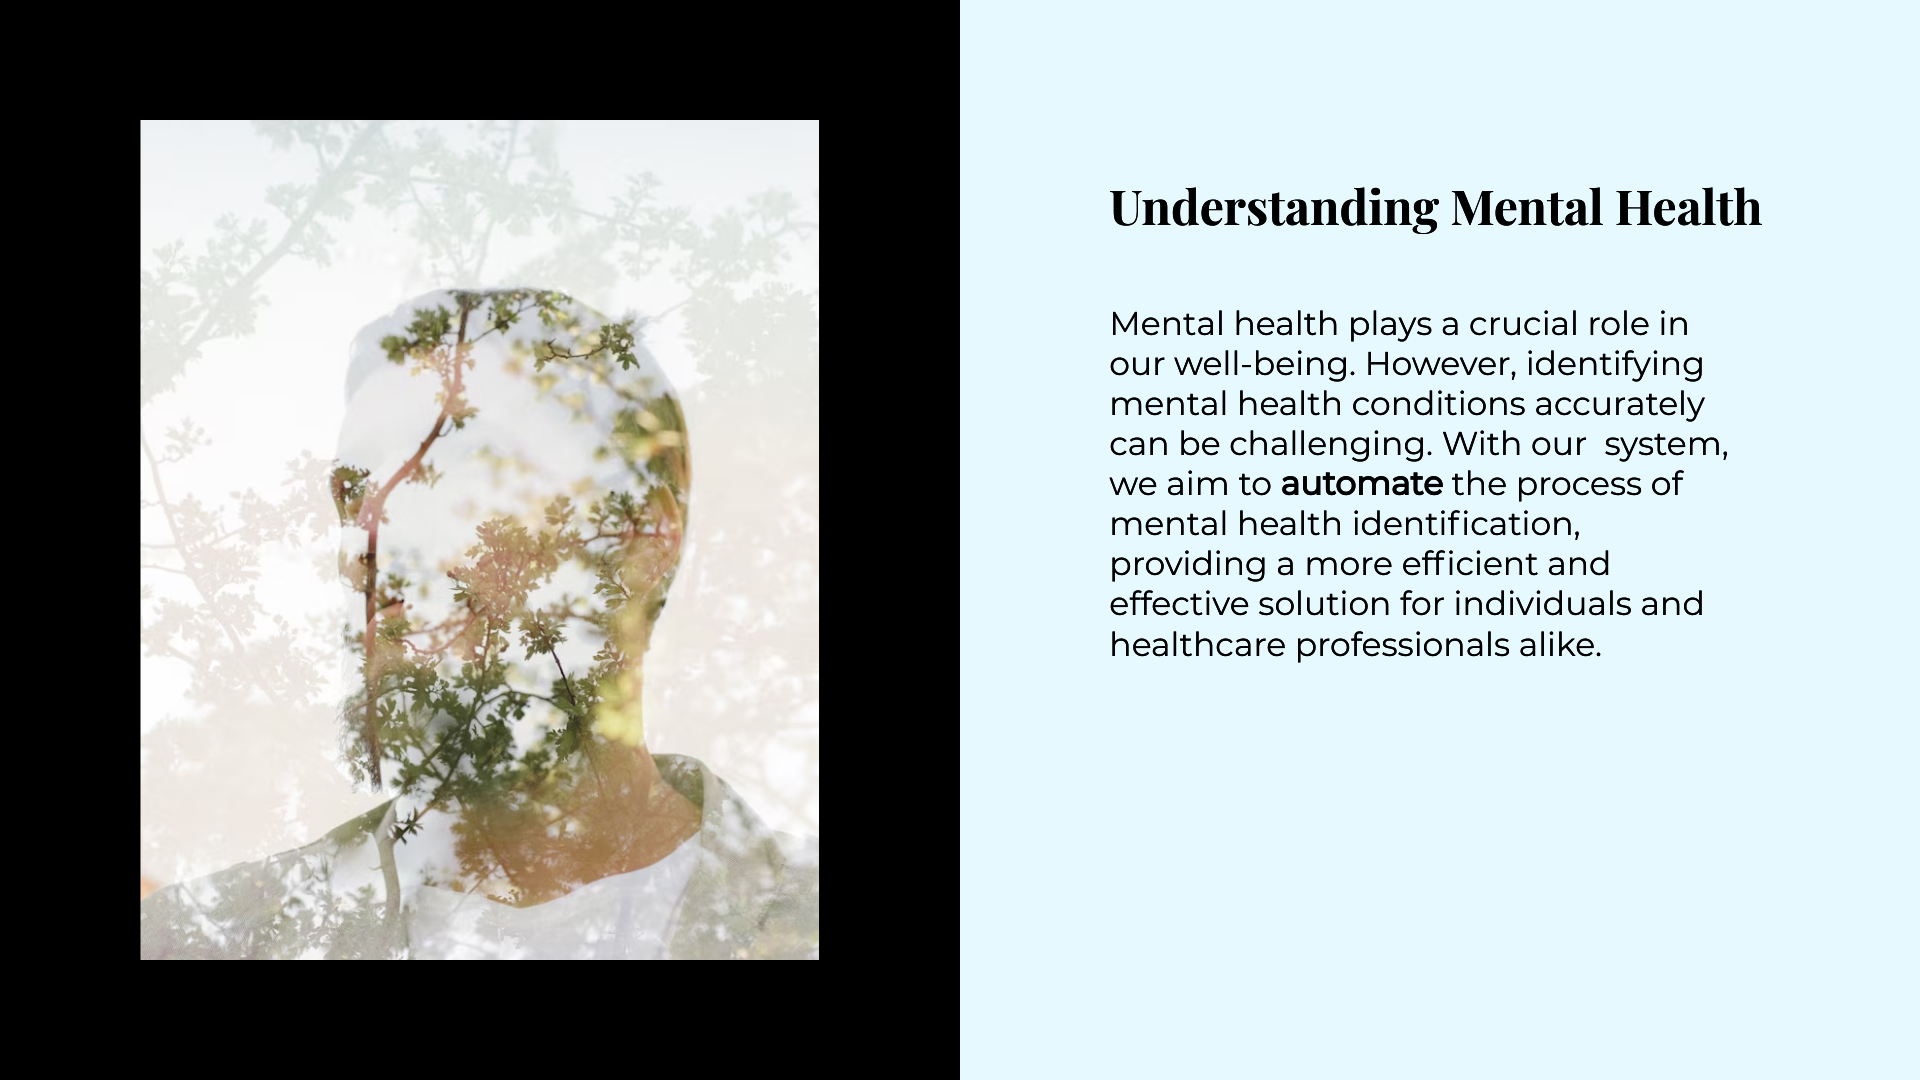 Understanding Mental Health
Mental health plays a crucial role in
our well-being. However, identifying
mental health conditions accurately
can be challenging. With our  system,
we aim to automate the process of
mental health identification,
providing a more efficient and
effective solution for individuals and
healthcare professionals alike.